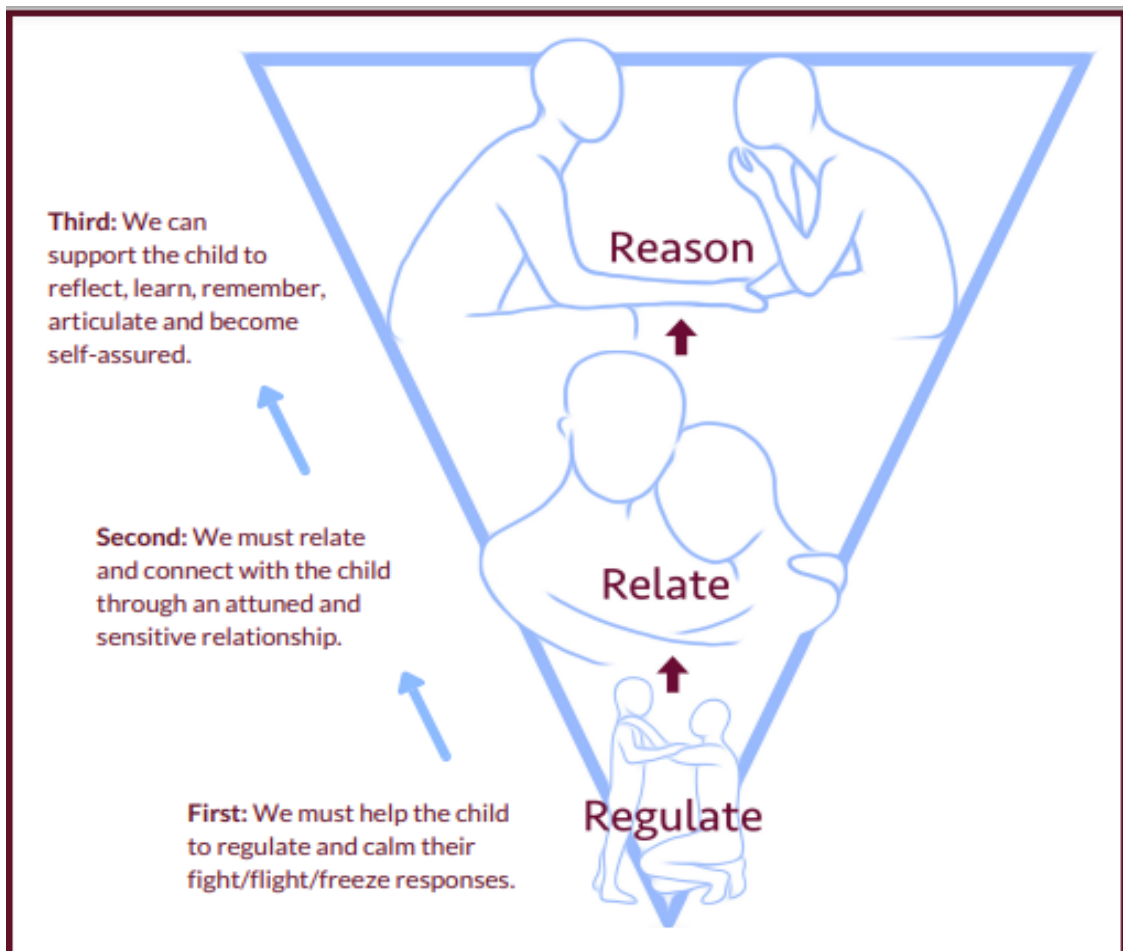 Third: We can
support the child to
reflect, learn, remember,
articulate and become
self-assured.
Reason
Second: We must relate
and connect with the child
through an attuned and
sensitive relationship.
Relate
First: We must help the child
to regulate and calm their
fight/flight/freeze responses.
Regulate